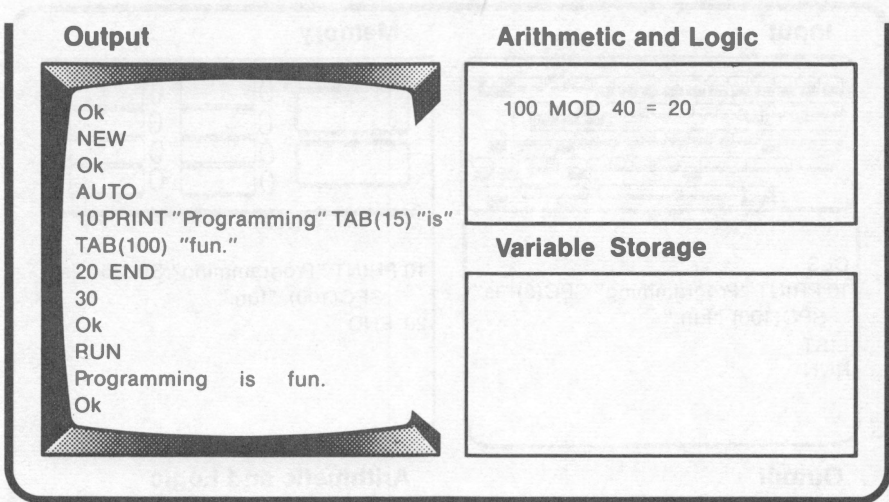 Output
Ok
NEW
Ok
AUTO
10 PRINT "Programming" TAB(15) "is"
TAB(100) "fun."
20 END
30
Ok
RUN
Programming is fun.
Ok
Arithmetic and Logic
100 MOD 40 = 20
Variable Storage